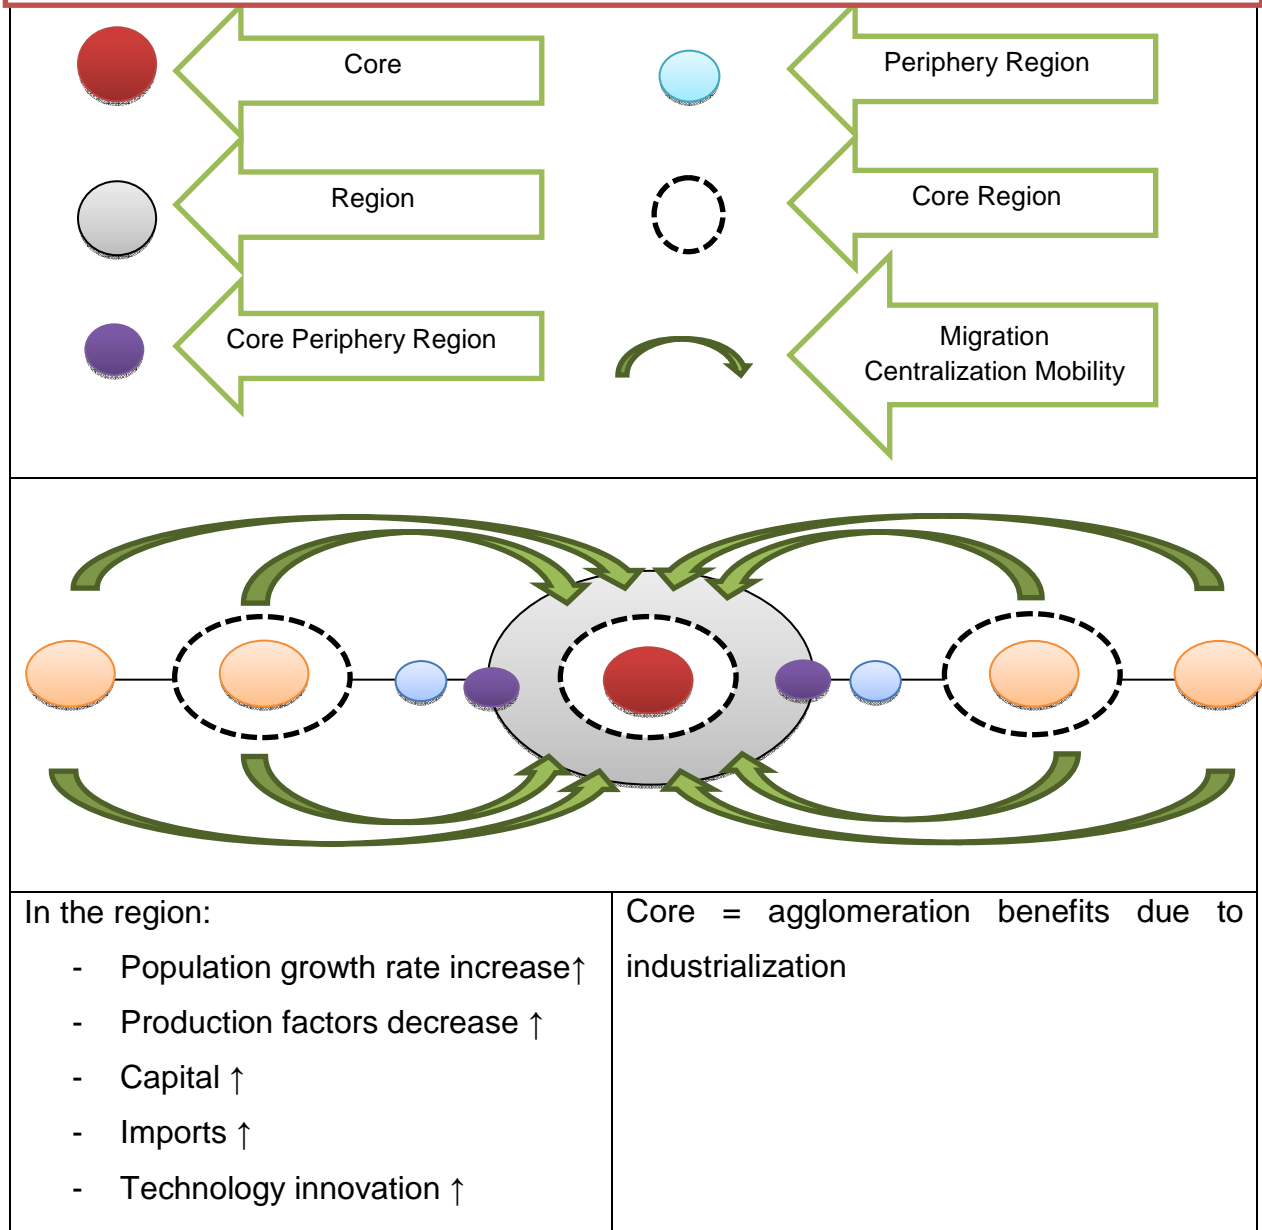 Core
Periphery Region
Region
Core Region
Core Periphery Region
Migration
Centralization Mobility
In the region:
- Population growth rate increase↑
- Production factors decrease ↑
- Capital ↑
- Imports ↑
- Technology innovation ↑
Core = agglomeration benefits due to
industrialization